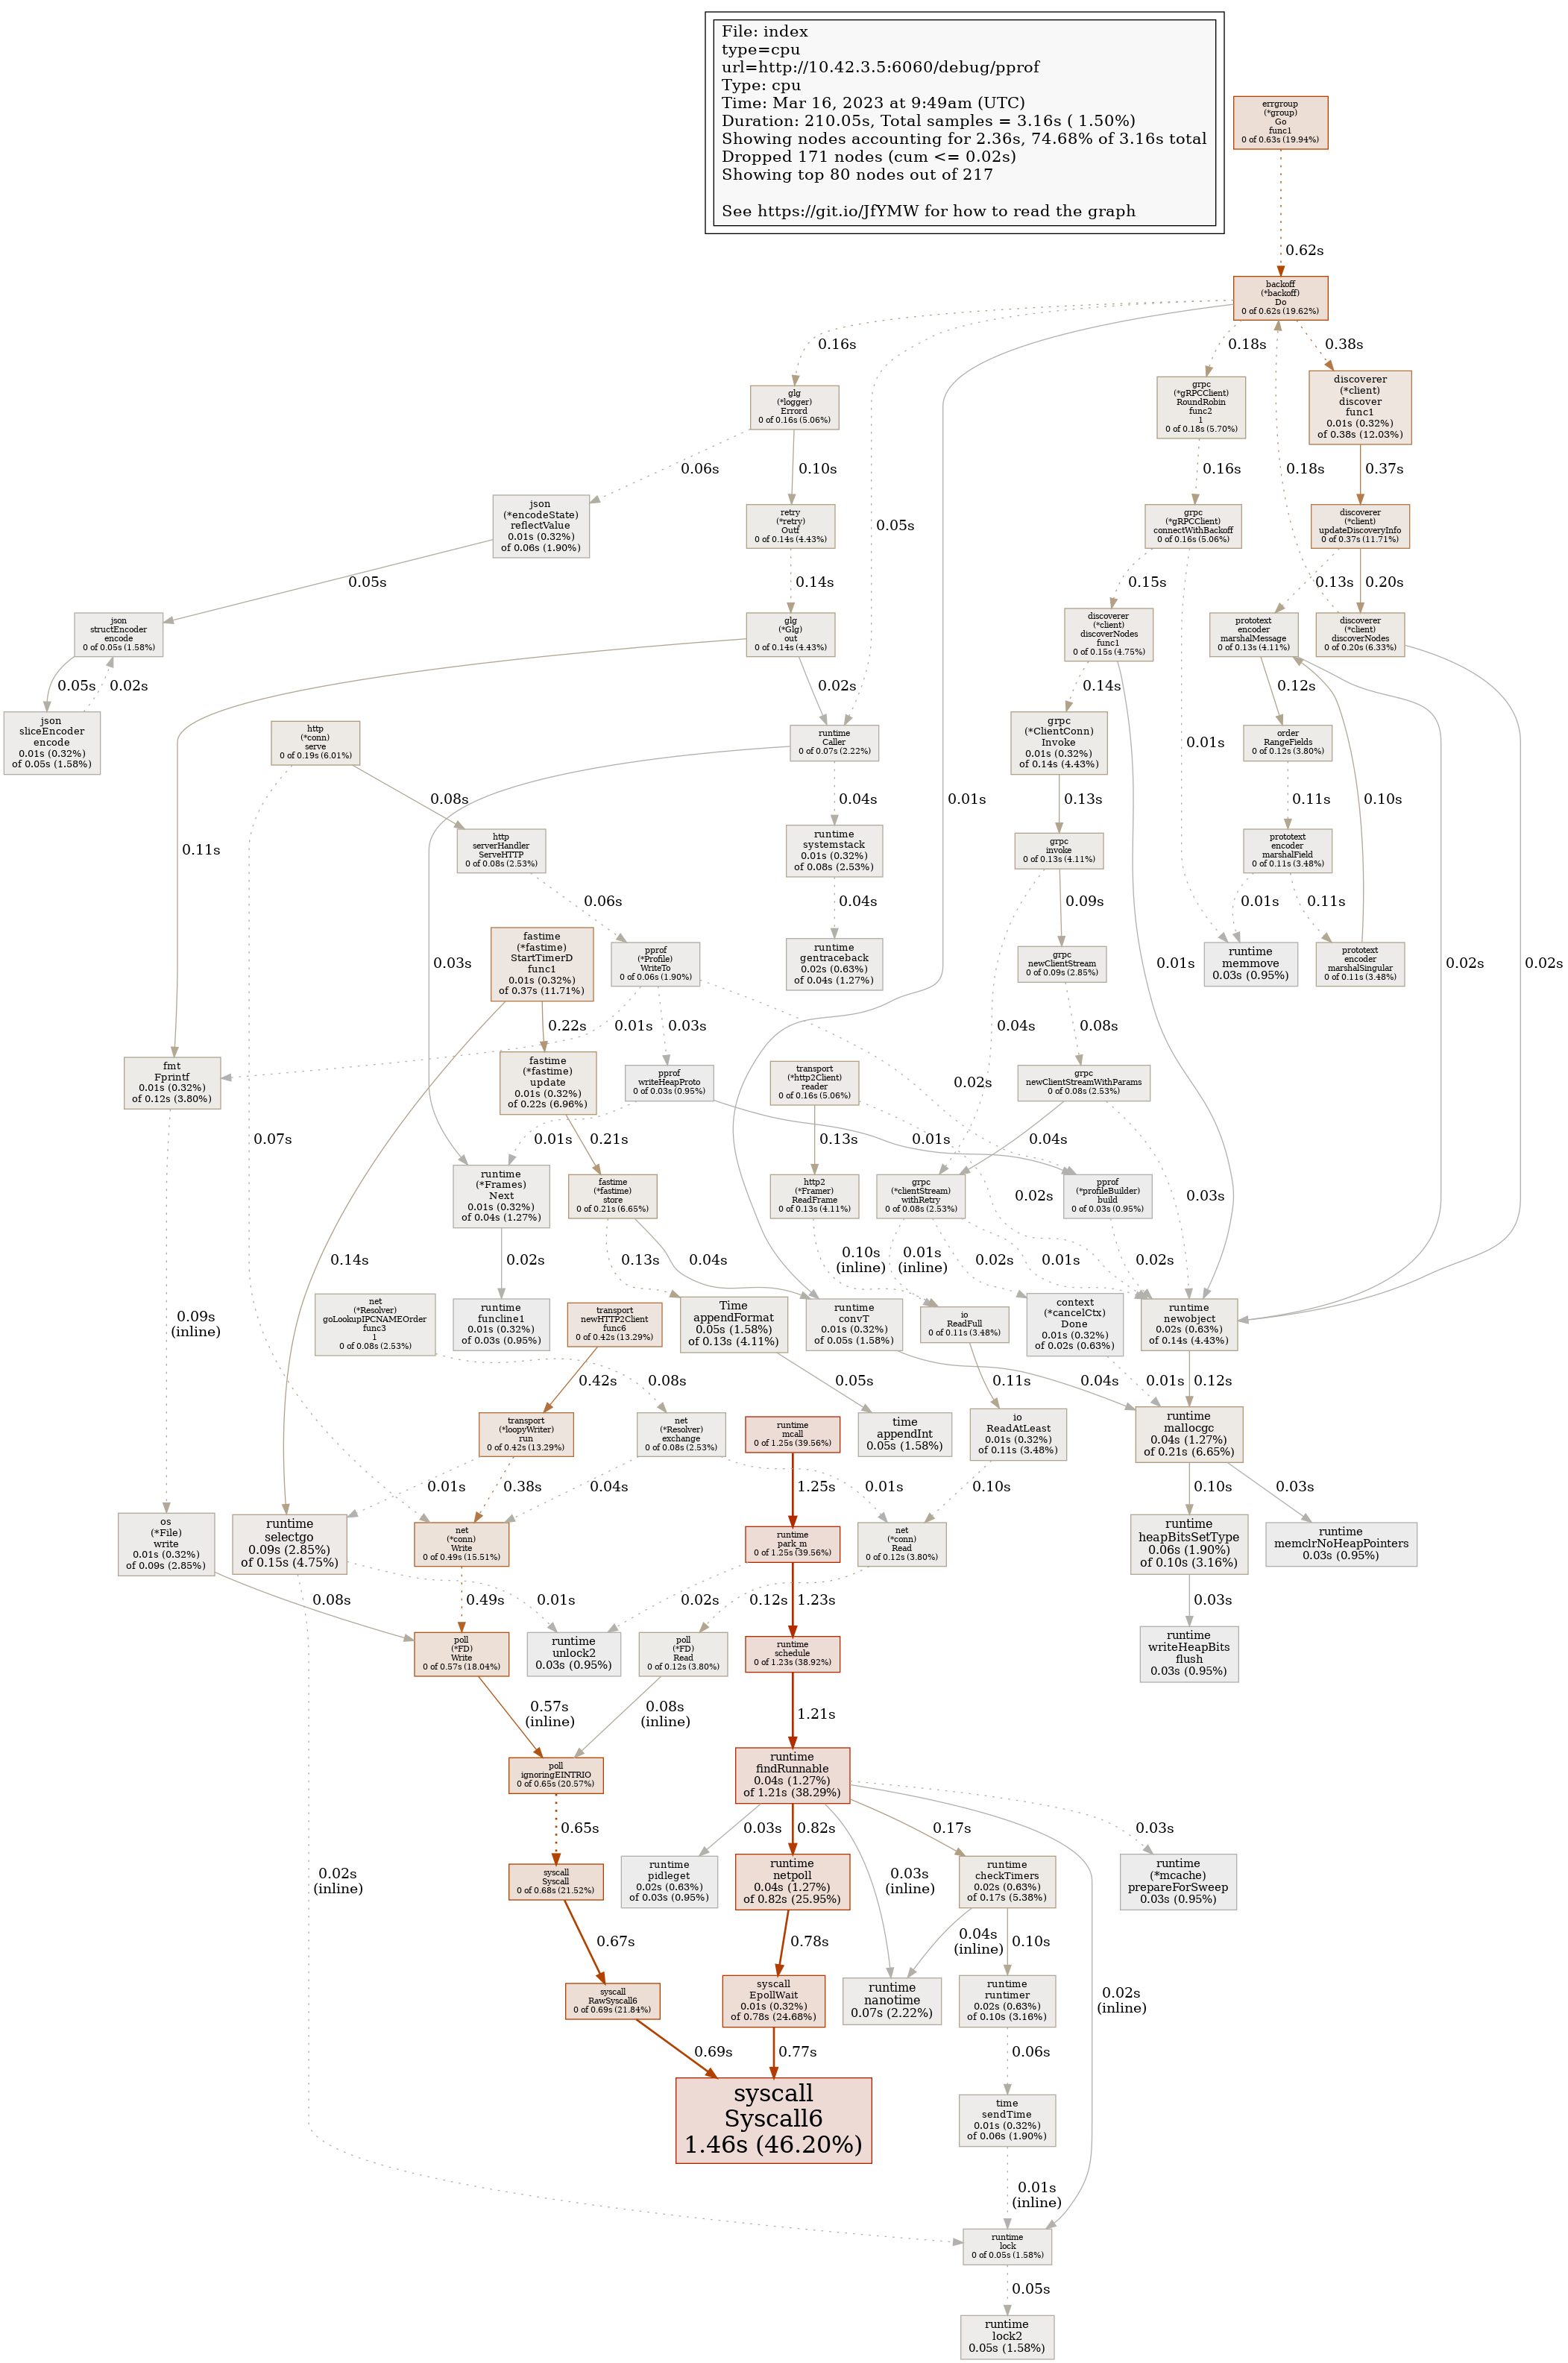 File: index
type=cpu
url=http://10.42.3.5:6060/debug/pprof
Type: cpu
Time: Mar 16, 2023 at 9:49am (UTC)
Duration: 210.05s, Total samples = 3.16s ( 1.50%)
Showing nodes accounting for 2.36s, 74.68% of 3.16s total
Dropped 171 nodes (cum <= 0.02s)
Showing top 80 nodes out of 217
See https://git.io/JfYMW for how to read the graph
errgroup
(*group)
Go
func1
0 of 0.63s (19.94%)
0.62s
backoff
(*backoff)
Do
0 of 0.62s (19.62%)
0.16s
0.18s
0.38s
glg
(*logger)
Errord
0 of 0.16s (5.06%)
grpc
(*gRPCClient)
RoundRobin
func2
1
0 of 0.18s (5.70%)
discoverer
(*client)
discover
func1
0.01s (0.32%)
of 0.38s (12.03%)
0.06s
0.10s
0.05s
0.16s
0.18s
0.37s
json
(*encodeState)
reflectValue
0.01s (0.32%)
of 0.06s (1.90%)
retry
(*retry)
Outf
0 of 0.14s (4.43%)
grpc
(*gRPCClient)
connectWithBackoff
0 of 0.16s (5.06%)
discoverer
(*client)
updateDiscoveryInfo
0 of 0.37s (11.71%)
0.05s
0.14s
0.15s
0.13s
0.20s
json
structEncoder
encode
0 of 0.05s (1.58%)
glg
(*Glg)
out
0 of 0.14s (4.43%)
discoverer
(*client)
discoverNodes
func1
0 of 0.15s (4.75%)
prototext
encoder
marshalMessage
0 of 0.13s (4.11%)
discoverer
(*client)
discoverNodes
0 of 0.20s (6.33%)
0.05s
0.02s
0.02s
0.14s
0.12s
json
sliceEncoder
encode
0.01s (0.32%)
of 0.05s (1.58%)
http
(*conn)
serve
0 of 0.19s (6.01%)
runtime
Caller
0 of 0.07s (2.22%)
grpc
(*ClientConn)
Invoke
0.01s (0.32%)
of 0.14s (4.43%)
0.01s
order
RangeFields
0 of 0.12s (3.80%)
0.11s
0.08s
0.04s
0.01s
0.13s
0.11s
0.10s
http
serverHandler
ServeHTTP
0 of 0.08s (2.53%)
runtime
systemstack
0.01s (0.32%)
of 0.08s (2.53%)
grpc
invoke
0 of 0.13s (4.11%)
prototext
encoder
marshalField
0 of 0.11s (3.48%)
0.06s
0.04s
0.09s
0.01s
0.11s
fastime
(*fastime)
StartTimerD
func1
0.01s (0.32%)
of 0.37s (11.71%)
pprof
(*Profile)
WriteTo
0 of 0.06s (1.90%)
runtime
gentraceback
0.02s (0.63%)
of 0.04s (1.27%)
grpc
newClientStream
0 of 0.09s (2.85%)
runtime
memmove
0.03s (0.95%)
prototext
encoder
marshalSingular
0 of 0.11s (3.48%)
0.03s
0.01s
0.02s
0.02s
0.22s
0.01s
0.03s
0.04s
0.08s
fmt
Fprintf
0.01s (0.32%)
of 0.12s (3.80%)
fastime
(*fastime)
update
0.01s (0.32%)
of 0.22s (6.96%)
pprof
writeHeapProto
0 of 0.03s (0.95%)
0.02s
transport
(*http2Client)
reader
0 of 0.16s (5.06%)
grpc
newClientStreamWithParams
0 of 0.08s (2.53%)
0.07s
0.01s
0.21s
0.13s
0.01s
0.04s
runtime
(*Frames)
Next
0.01s (0.32%)
of 0.04s (1.27%)
fastime
(*fastime)
store
0 of 0.21s (6.65%)
http2
(*Framer)
ReadFrame
0 of 0.13s (4.11%)
grpc
(*clientStream)
withRetry
0 of 0.08s (2.53%)
0.02s
pprof
(*profileBuilder)
build
0 of 0.03s (0.95%)
0.03s
0.14s
0.02s
0.13s
0.04s
0.10s
(inline)
0.01s
(inline)
0.02s
0.01s
0.02s
0.09s
(inline)
net
(*Resolver)
goLookupIPCNAMEOrder
func3
1
0 of 0.08s (2.53%)
runtime
funcline1
0.01s (0.32%)
of 0.03s (0.95%)
transport
newHTTP2Client
func6
0 of 0.42s (13.29%)
Time
appendFormat
0.05s (1.58%)
of 0.13s (4.11%)
runtime
convT
0.01s (0.32%)
of 0.05s (1.58%)
io
ReadFull
0 of 0.11s (3.48%)
context
(*cancelCtx)
Done
0.01s (0.32%)
of 0.02s (0.63%)
runtime
newobject
0.02s (0.63%)
of 0.14s (4.43%)
0.42s
0.08s
0.05s
0.11s
0.04s
0.01s
0.12s
transport
(*loopyWriter)
run
0 of 0.42s (13.29%)
net
(*Resolver)
exchange
0 of 0.08s (2.53%)
runtime
mcall
0 of 1.25s (39.56%)
time
appendInt
0.05s (1.58%)
io
ReadAtLeast
0.01s (0.32%)
of 0.11s (3.48%)
runtime
mallocgc
0.04s (1.27%)
of 0.21s (6.65%)
0.01s
0.38s
0.04s
1.25s
0.01s
0.10s
0.10s
0.03s
os
(*File)
write
0.01s (0.32%)
of 0.09s (2.85%)
runtime
selectgo
0.09s (2.85%)
of 0.15s (4.75%)
net
(*conn)
Write
0 of 0.49s (15.51%)
runtime
park_m
0 of 1.25s (39.56%)
net
(*conn)
Read
0 of 0.12s (3.80%)
runtime
heapBitsSetType
0.06s (1.90%)
of 0.10s (3.16%)
runtime
memclrNoHeapPointers
0.03s (0.95%)
0.08s
0.49s
0.01s
0.02s
0.12s
1.23s
0.03s
poll
(*FD)
Write
0 of 0.57s (18.04%)
runtime
unlock2
0.03s (0.95%)
poll
(*FD)
Read
0 of 0.12s (3.80%)
runtime
schedule
0 of 1.23s (38.92%)
runtime
writeHeapBits
flush
0.03s (0.95%)
0.57s
(inline)
0.08s
(inline)
1.21s
poll
ignoringEINTRIO
0 of 0.65s (20.57%)
runtime
findRunnable
0.04s (1.27%)
of 1.21s (38.29%)
0.65s
0.03s
0.82s
0.17s
0.03s
0.02s
(inline)
syscall
Syscall
0 of 0.68s (21.52%)
runtime
pidleget
0.02s (0.63%)
of 0.03s (0.95%)
runtime
netpoll
0.04s (1.27%)
of 0.82s (25.95%)
0.03s
(inline)
runtime
checkTimers
0.02s (0.63%)
of 0.17s (5.38%)
runtime
(*mcache)
prepareForSweep
0.03s (0.95%)
0.67s
0.78s
0.04s
(inline)
0.10s
syscall
RawSyscall6
0 of 0.69s (21.84%)
syscall
EpollWait
0.01s (0.32%)
of 0.78s (24.68%)
runtime
nanotime
0.07s (2.22%)
runtime
runtimer
0.02s (0.63%)
of 0.10s (3.16%)
0.02s
(inline)
0.69s
0.77s
0.06s
syscall
Syscall6
1.46s (46.20%)
time
sendTime
0.01s (0.32%)
of 0.06s (1.90%)
0.01s
(inline)
runtime
lock
0 of 0.05s (1.58%)
0.05s
runtime
lock2
0.05s (1.58%)